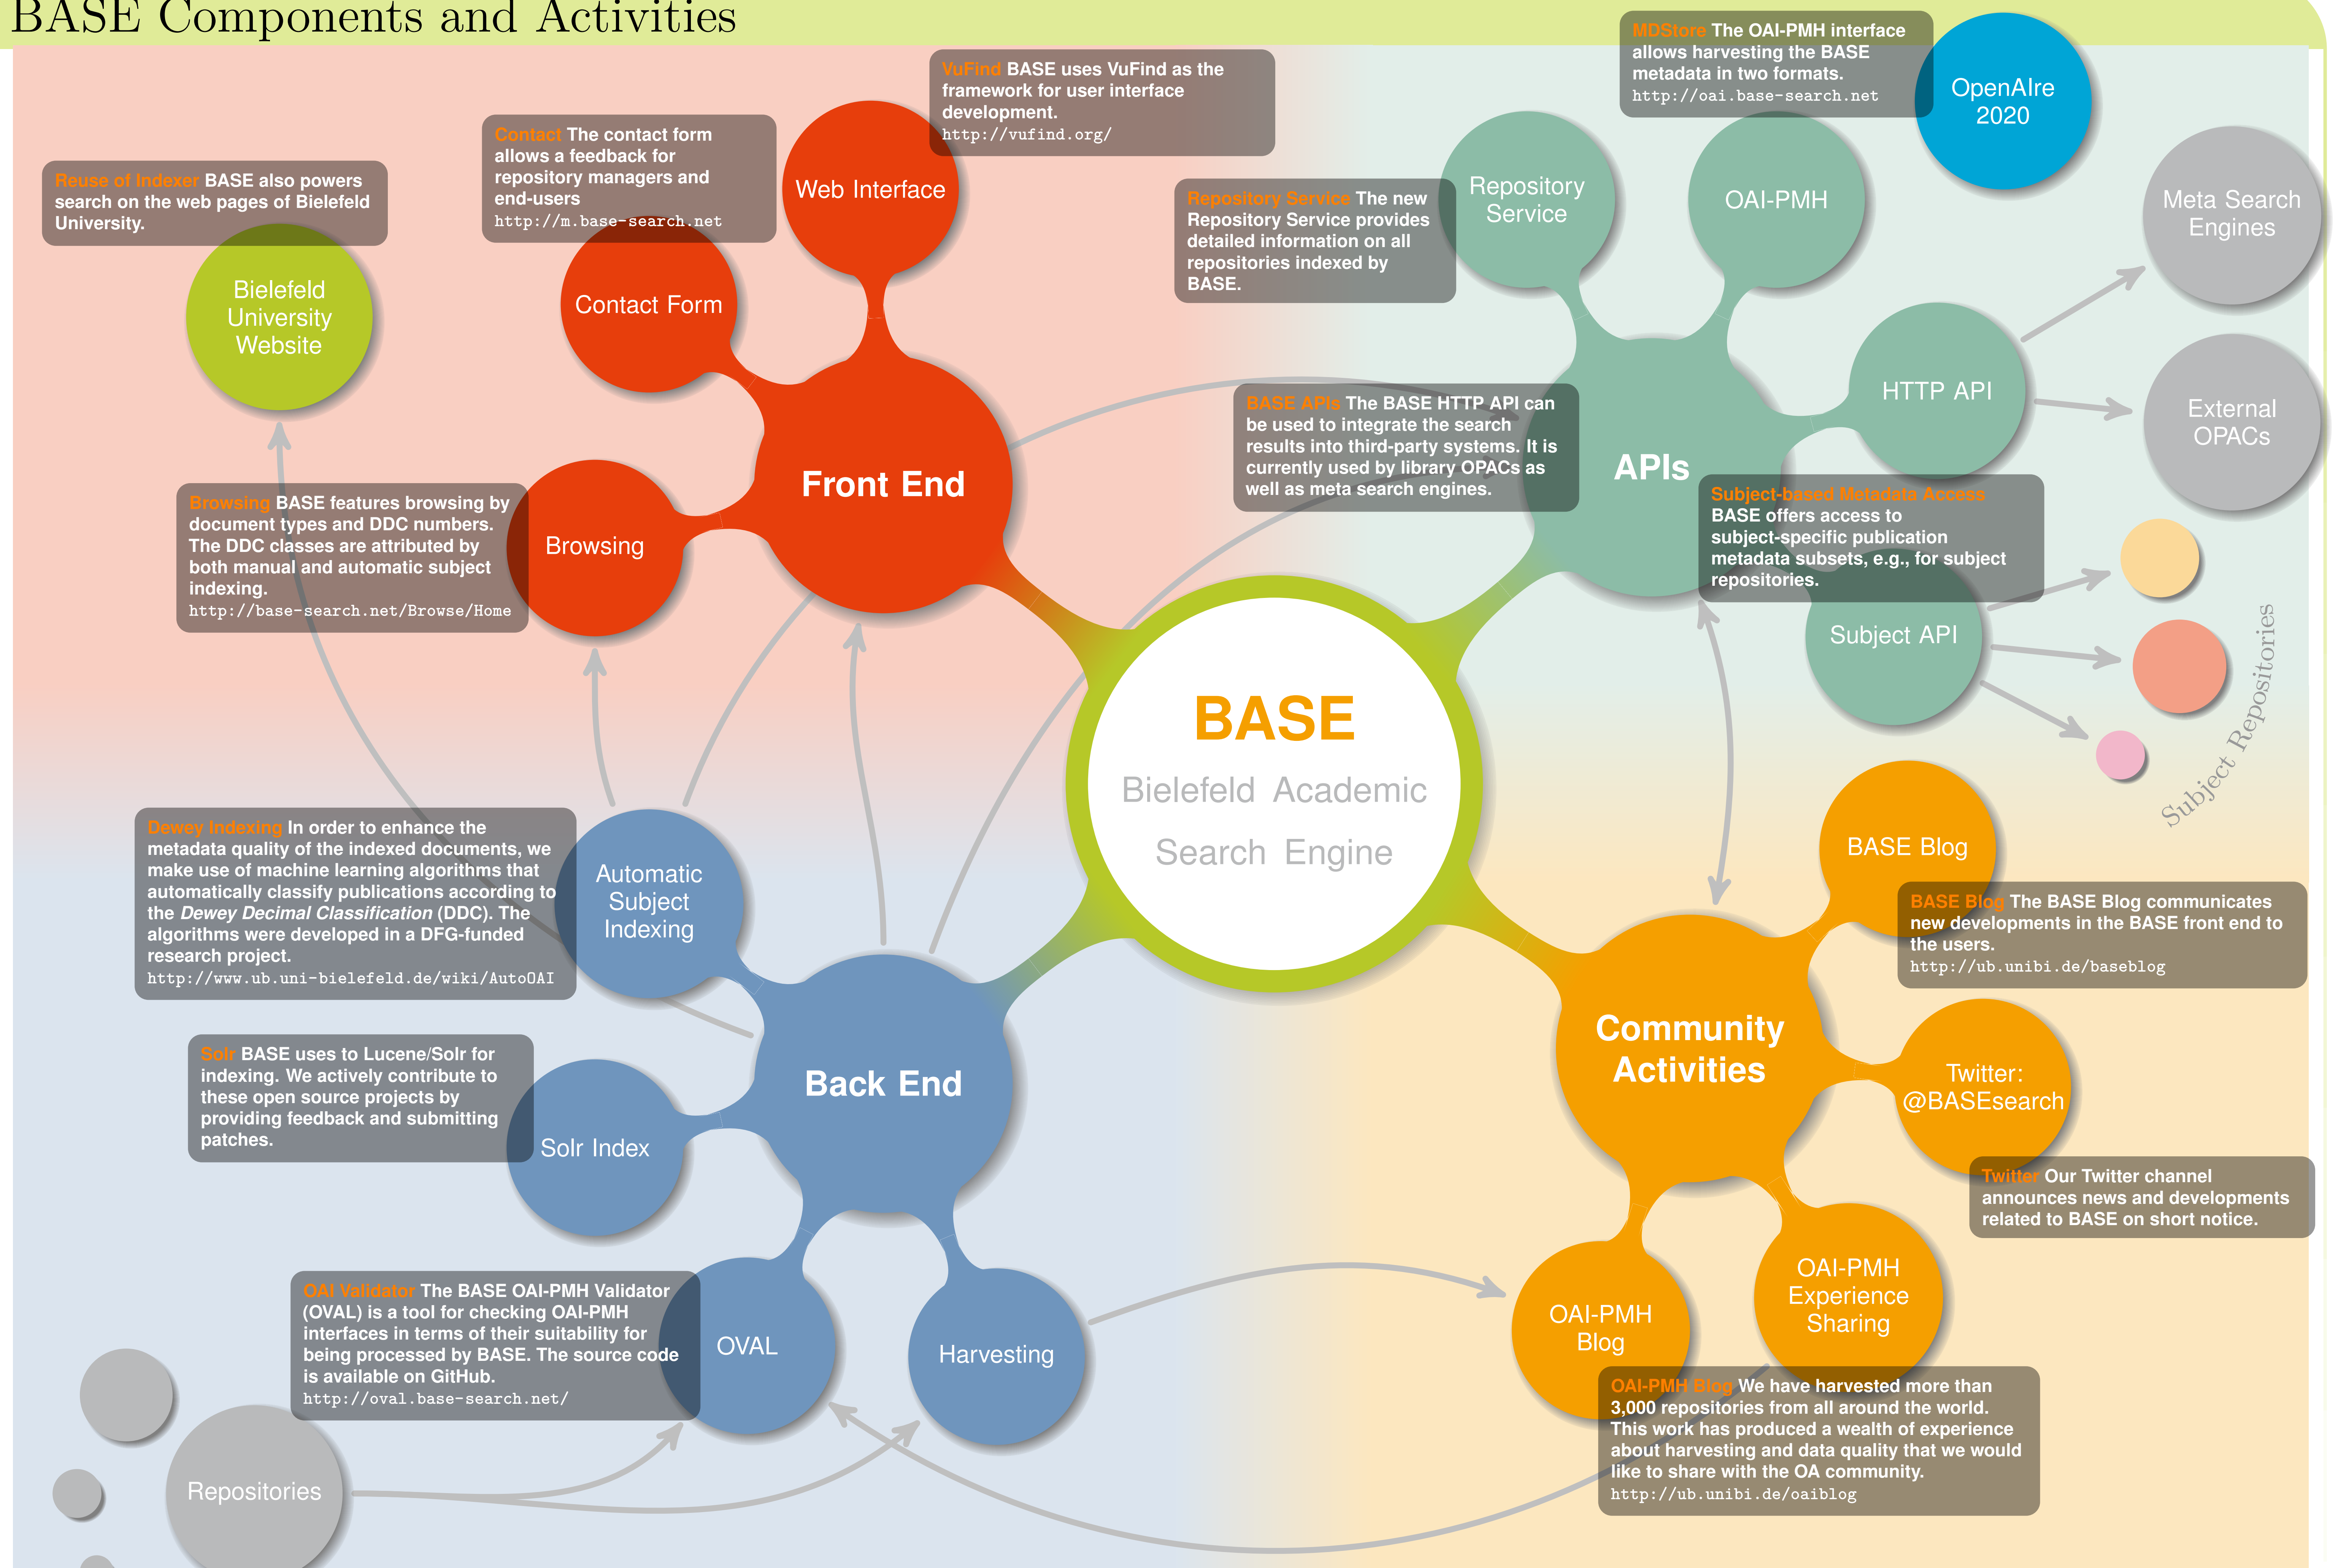 BASE Components and Activities
MDStore The OAI-PMH interface
allows harvesting the BASE
metadata in two formats.
http://oai.base-search.net
OpenAIre
2020
VuFind BASE uses VuFind as the
framework for user interface
development.
http://vufind.org/
Contact The contact form
allows a feedback for
repository managers and
end-users
http://m.base-search.net
Reuse of Indexer BASE also powers
search on the web pages of Bielefeld
University.
Web Interface
Repository Service The new
Repository Service provides
detailed information on all
repositories indexed by
BASE.
Repository
Service
OAI-PMH
Meta Search
Engines
Bielefeld
University
Website
Contact Form
HTTP API
External
OPACs
BASE APIs The BASE HTTP API can
be used to integrate the search
results into third-party systems. It is
currently used by library OPACs as
well as meta search engines.
Front End
APIs
Browsing BASE features browsing by
document types and DDC numbers.
The DDC classes are attributed by
both manual and automatic subject
indexing.
http://base-search.net/Browse/Home
Browsing
Subject-based Metadata Access
BASE offers access to
subject-specific publication
metadata subsets, e.g., for subject
repositories.
Subject API
Subject Repositories
BASE
Bielefeld Academic
Search Engine
Dewey Indexing In order to enhance the
metadata quality of the indexed documents, we
make use of machine learning algorithms that
automatically classify publications according to
the Dewey Decimal Classification (DDC). The
algorithms were developed in a DFG-funded
research project.
http://www.ub.uni-bielefeld.de/wiki/AutoOAI
Automatic
Subject
Indexing
BASE Blog
BASE Blog The BASE Blog communicates
new developments in the BASE front end to
the users.
http://ub.unibi.de/baseblog
Solr BASE uses to Lucene/Solr for
indexing. We actively contribute to
these open source projects by
providing feedback and submitting
patches.
Back End
Community
Activities
Twitter:
@BASEsearch
Solr Index
Twitter Our Twitter channel
announces news and developments
related to BASE on short notice.
OAI Validator The BASE OAI-PMH Validator
(OVAL) is a tool for checking OAI-PMH
interfaces in terms of their suitability for
being processed by BASE. The source code
is available on GitHub.
http://oval.base-search.net/
OVAL
Harvesting
OAI-PMH
Blog
OAI-PMH
Experience
Sharing
OAI-PMH Blog We have harvested more than
3,000 repositories from all around the world.
This work has produced a wealth of experience
about harvesting and data quality that we would
like to share with the OA community.
http://ub.unibi.de/oaiblog
Repositories